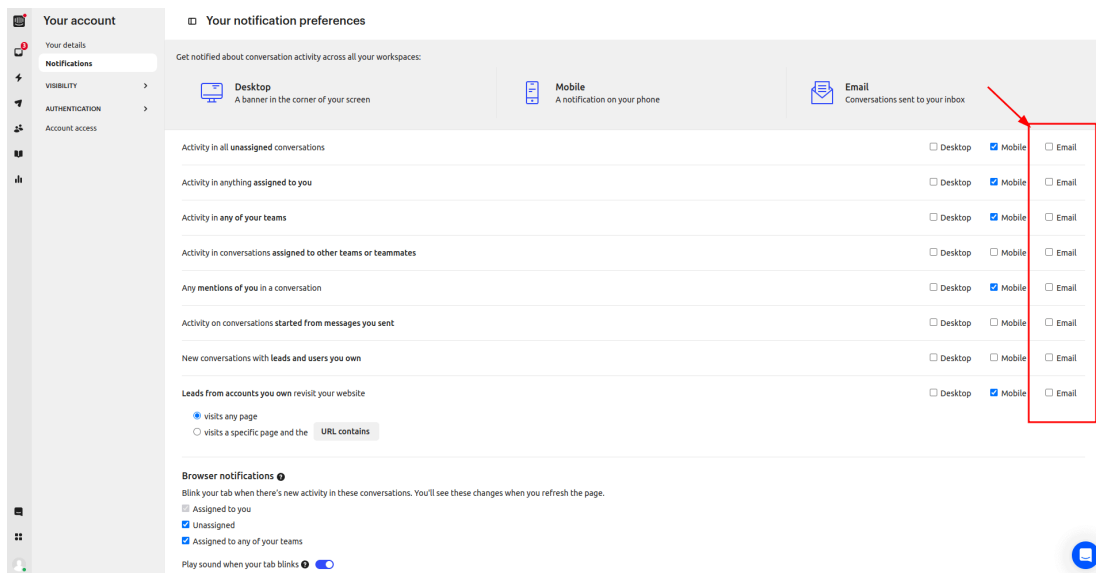 Your account
Your notification preferences
3
Your details
Notifications
VISIBILITY
AUTHENTICATION
Account access
Get notified about conversation activity across all your workspaces:
Desktop
A banner in the corner of your screen
Mobile
A notification on your phone
Email
Conversations sent to your inbox
Activity in all unassigned conversations Desktop Mobile Email
Activity in anything assigned to you Desktop Mobile Email
Activity in any of your teams Desktop Mobile Email
Activity in conversations assigned to other teams or teammates Desktop Mobile Email
Any mentions of you in a conversation Desktop Mobile Email
Activity on conversations started from messages you sent Desktop Mobile Email
New conversations with leads and users you own Desktop Mobile Email
Leads from accounts you own revisit your website Desktop Mobile Email
visits any page
visits a specific page and the URL contains
Browser notifications ?
Blink your tab when there's new activity in these conversations. You'll see these changes when you refresh the page.
Assigned to you
Unassigned
Assigned to any of your teams
Play sound when your tab blinks ?